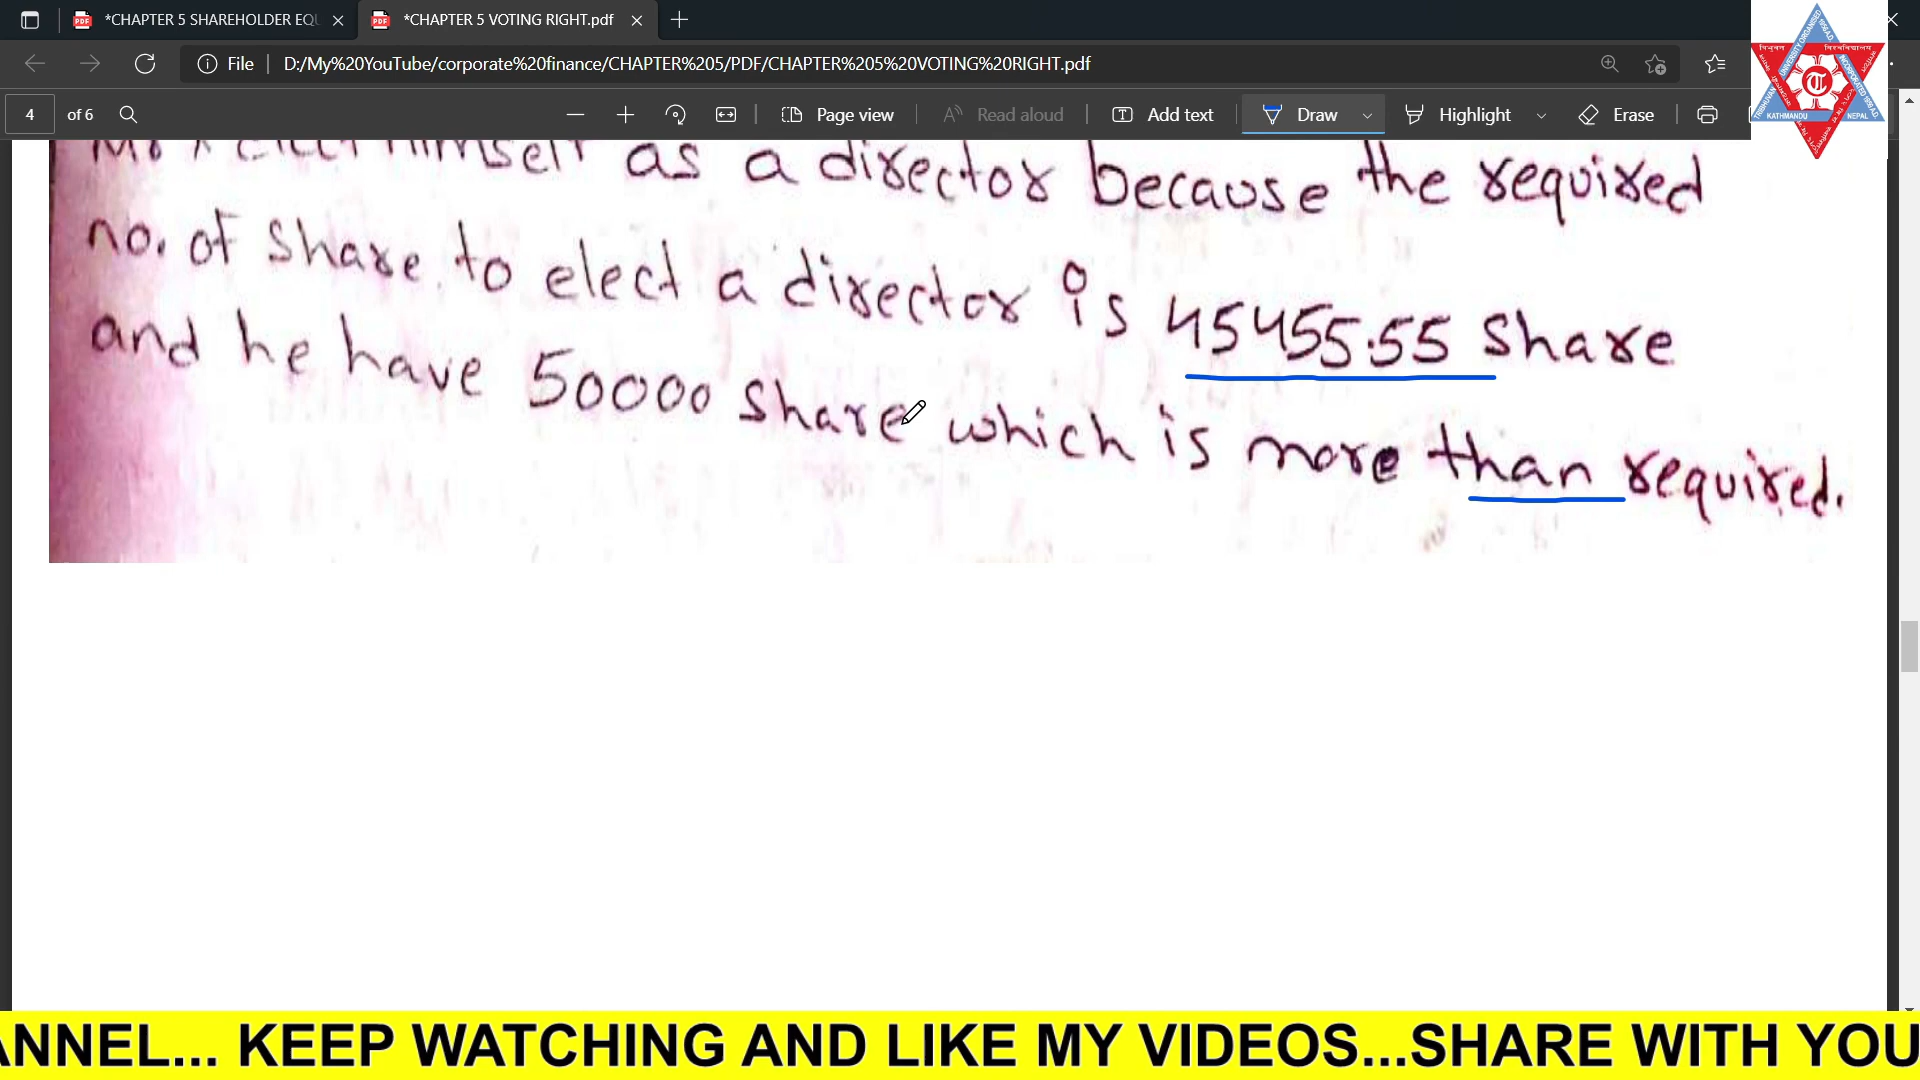 *CHAPTER 5 SHAREHOLDER EQU
*CHAPTER 5 VOTING RIGHT.pdf
File
D:/My%20YouTube/corporate%20finance/CHAPTER%205/PDF/CHAPTER%205%20VOTING%20RIGHT.pdf
4 of 6
Page view
Read aloud
Add text
Draw
Highlight
Erase
KATHMANDU
NEPAL
himself as a director because the required
no. of share to elect a director is 45455.55 share
and he have 50000 share which is more than required.
ANNEL... KEEP WATCHING AND LIKE MY VIDEOS...SHARE WITH YOU